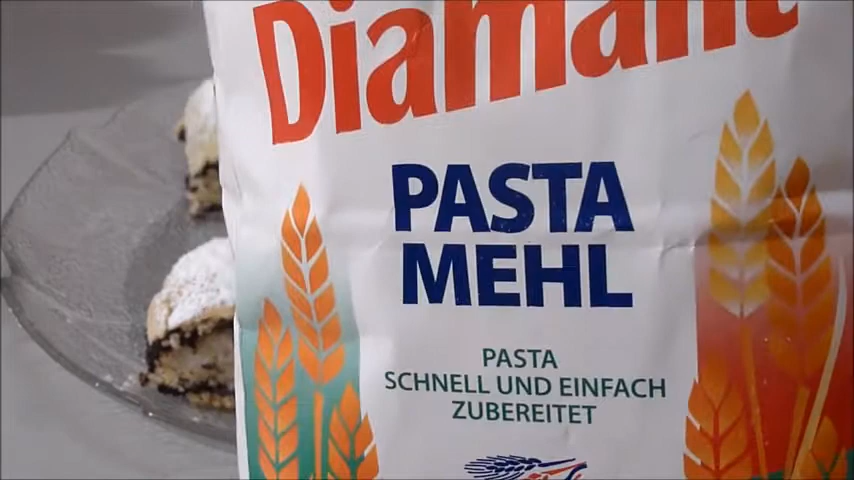 Diamant
PASTA
MEHL
PASTA
SCHNELL UND EINFACH
ZUBEREITET